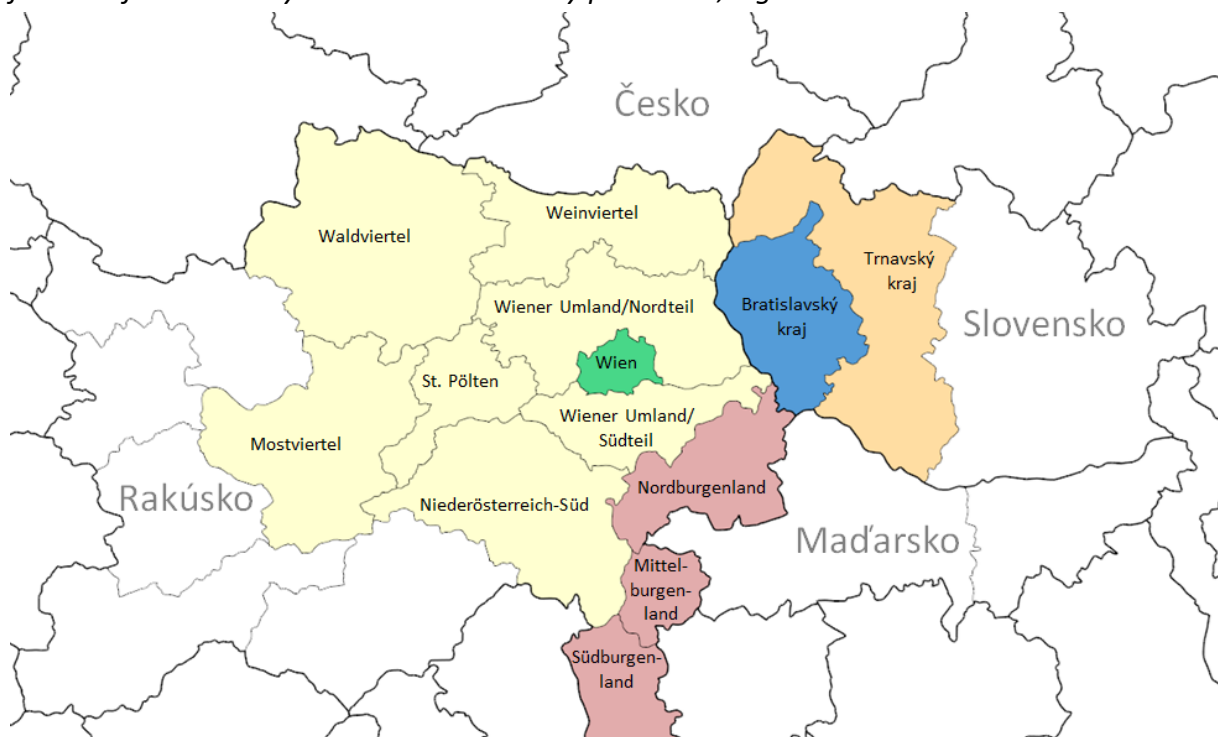 Česko
Weinviertel
Waldviertel
Trnavský
kraj
Wiener Umland/Nordteil
Bratislavský
kraj
Slovensko
Wien
St. Pölten
Wiener Umland/
Südteil
Mostviertel
Nordburgenland
Rakúsko
Niederösterreich-Süd
Maďarsko
Mittel-
burgen-
land
Südburgen-
land